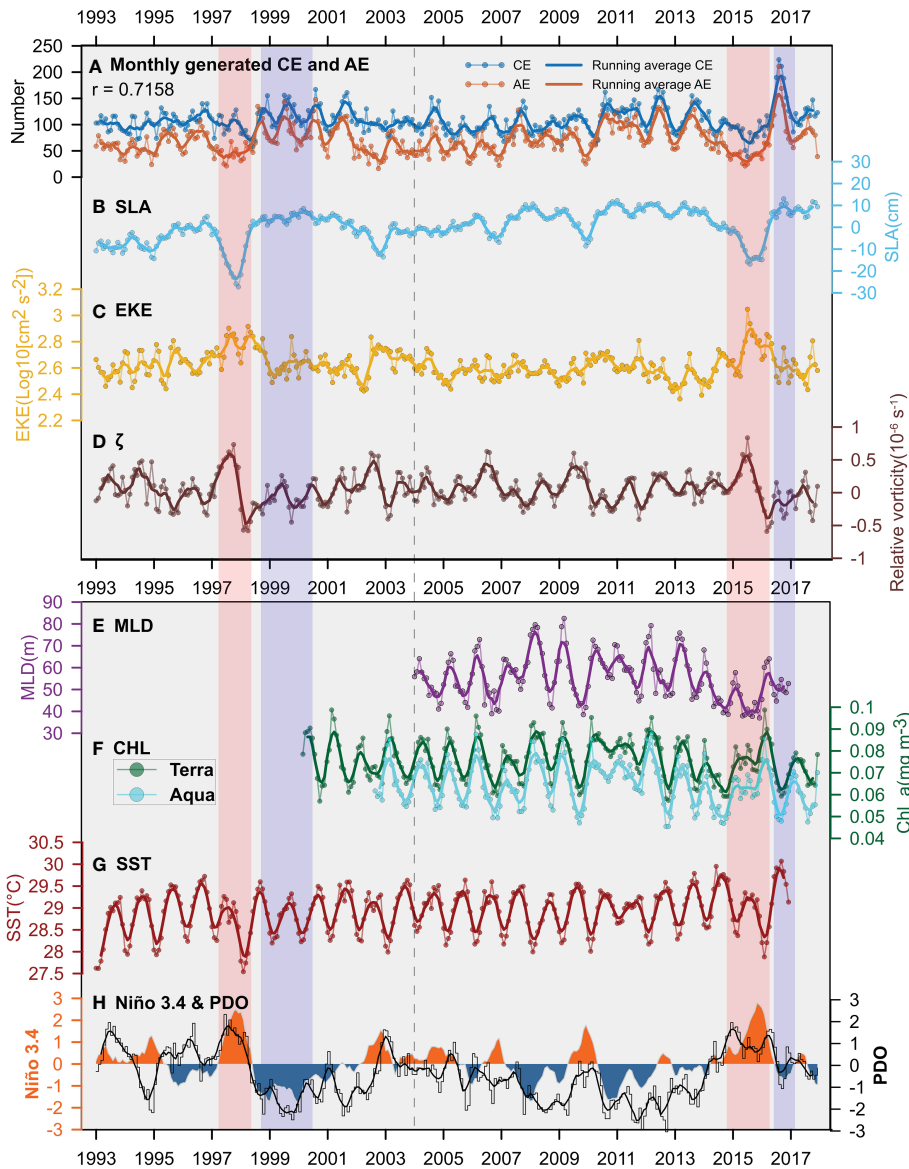 1993 1995 1997 1999 2001 2003 2005 2007 2009 2011 2013 2015 2017
A Monthly generated CE and AE
r = 0.7158
CE Running average CE
AE Running average AE
Number
250
200
150
100
50
0
30
20
10
0
-10
-20
-30
SLA(cm)
B SLA
EKE(Log10[cm2 s-2])
3.2
3
2.8
2.6
2.4
2.2
C EKE
D ζ
1
0.5
0
-0.5
-1
Relative vorticity(10⁻⁶ s⁻¹)
1993 1995 1997 1999 2001 2003 2005 2007 2009 2011 2013 2015 2017
MLD(m)
90
80
70
60
50
40
30
E MLD
F CHL
Terra
Aqua
0.1
0.09
0.08
0.07
0.06
0.05
0.04
Chl_a(mg m-3)
SST(°C)
30.5
30
29.5
29
28.5
28
27.5
G SST
H Niño 3.4 & PDO
Niño 3.4
3
2
1
0
-1
-2
-3
3
2
1
0
-1
-2
-3
PDO
1993 1995 1997 1999 2001 2003 2005 2007 2009 2011 2013 2015 2017